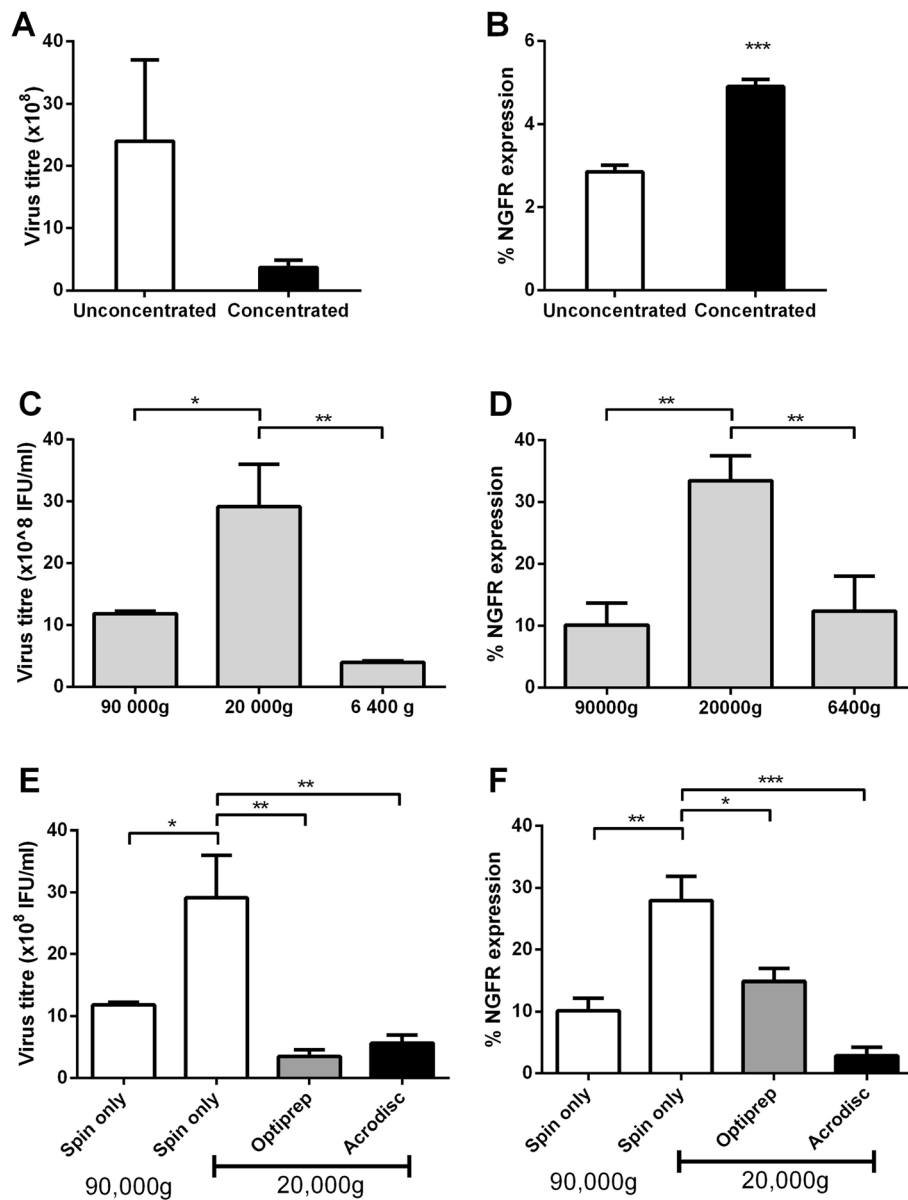 A
Virus titre (x10⁸)
40
30
20
10
0
Unconcentrated Concentrated
B
***
% NGFR expression
6
4
2
0
Unconcentrated Concentrated
C
*
**
Virus titre (x10^8 IFU/ml)
40
30
20
10
0
90 000g 20 000g 6 400 g
D
**
**
% NGFR expression
40
30
20
10
0
90000g 20000g 6400g
E
**
**
*
Virus titre (x10⁸ IFU/ml)
40
30
20
10
0
Spin only Spin only Optiprep Acrodisc
90,000g 20,000g
F
***
*
**
% NGFR expression
40
30
20
10
0
Spin only Spin only Optiprep Acrodisc
90,000g 20,000g